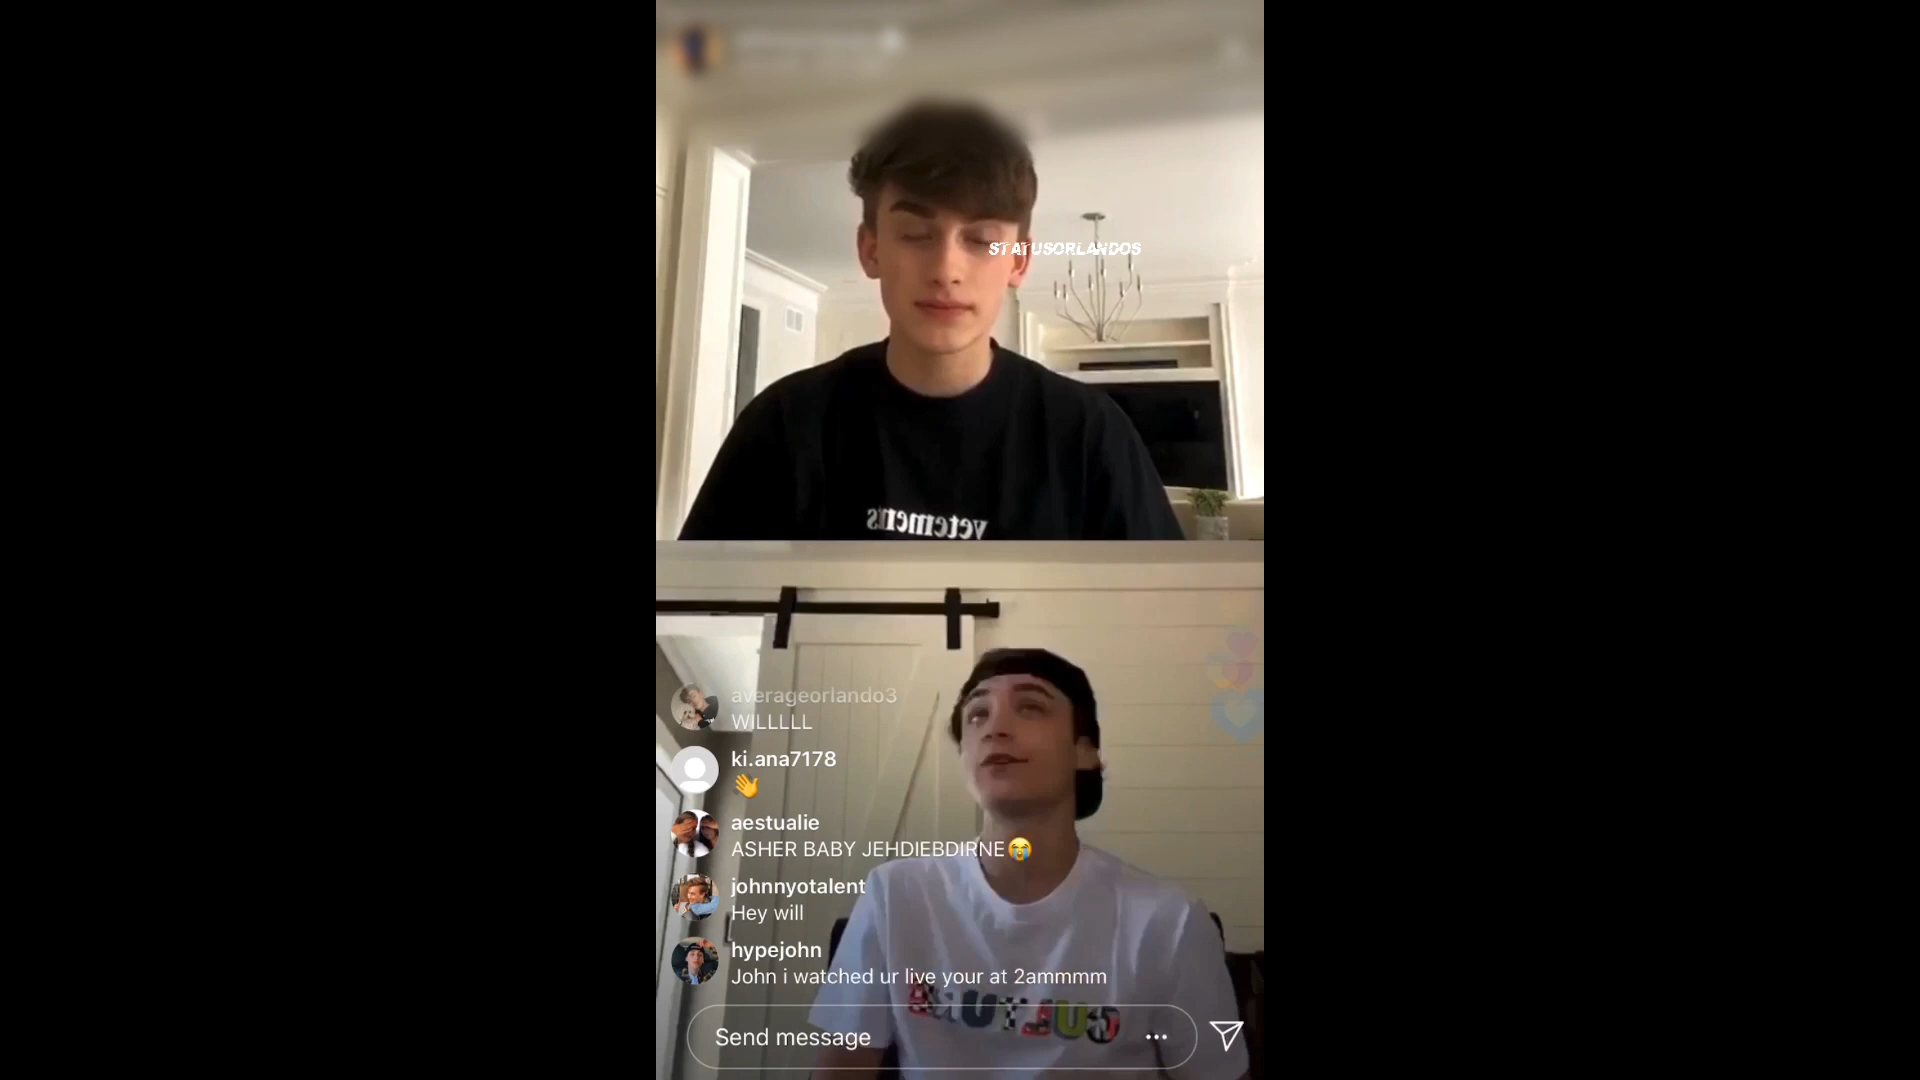 STATUSORLANDOS
vetements
averageorlando3
WILLLLL
ki.ana7178
👋
aestualie
ASHER BABY JEHDIEBDIRNE😭
johnnyotalent
Hey will
hypejohn
John i watched ur live your at 2ammmm
CULTURE
Send message